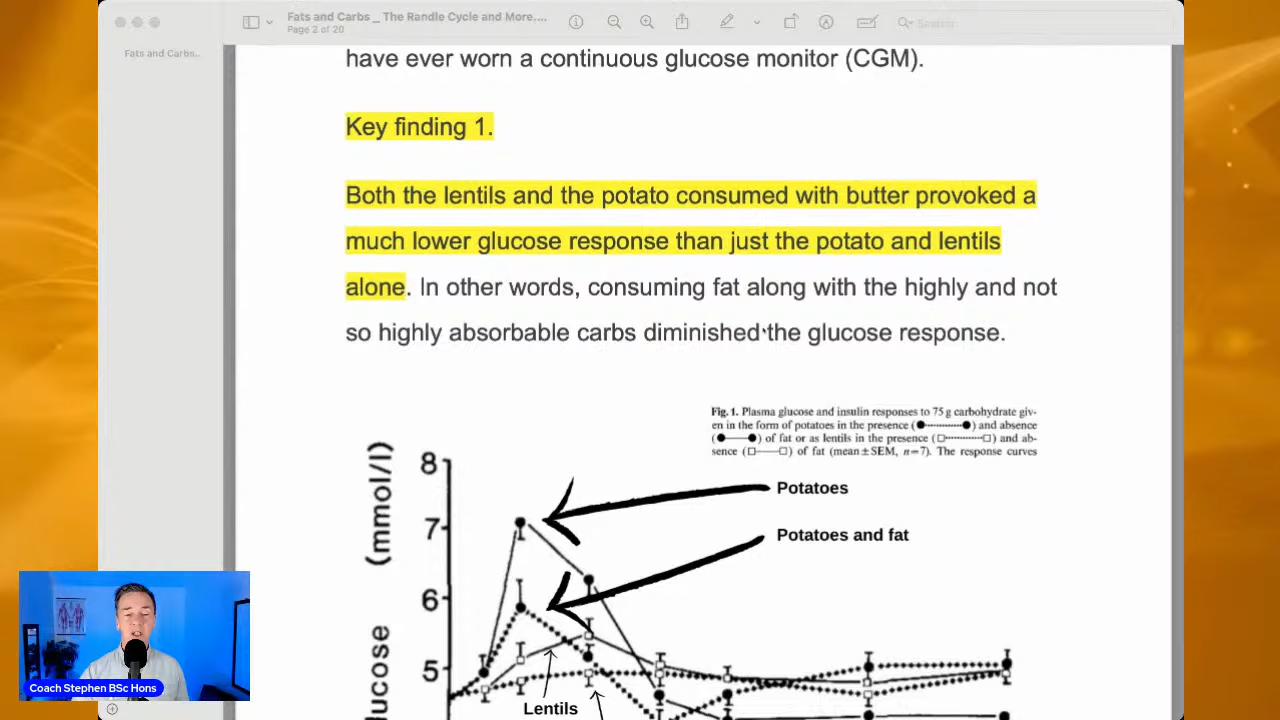 Fats and Carbs _ The Randle Cycle and More....
Page 2 of 20
Search
Fats and Carbs..
have ever worn a continuous glucose monitor (CGM).
Key finding 1.
Both the lentils and the potato consumed with butter provoked a
much lower glucose response than just the potato and lentils
alone. In other words, consuming fat along with the highly and not
so highly absorbable carbs diminished the glucose response.
Fig. 1. Plasma glucose and insulin responses to 75 g carbohydrate giv-
en in the form of potatoes in the presence (●┈┈●) and absence
(●──●) of fat or as lentils in the presence (□┈┈□) and ab-
sence (□──□) of fat (mean±SEM, n=7). The response curves
(mmol/l)
8
Potatoes
7
Potatoes and fat
6
5
lucose
Lentils
Coach Stephen BSc Hons